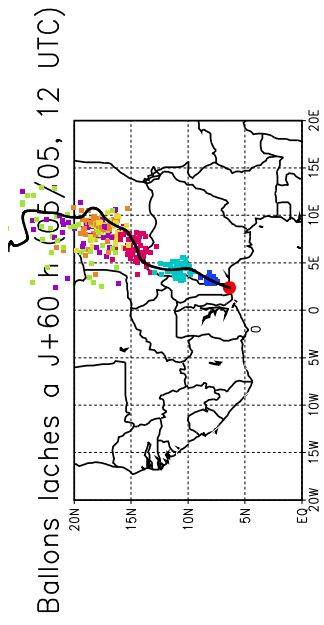 Ballons laches a J+60 h (06/05, 12 UTC)
20N
15N
10N
5N
EQ
20W 15W 10W 5W 0 5E 10E 15E 20E
0